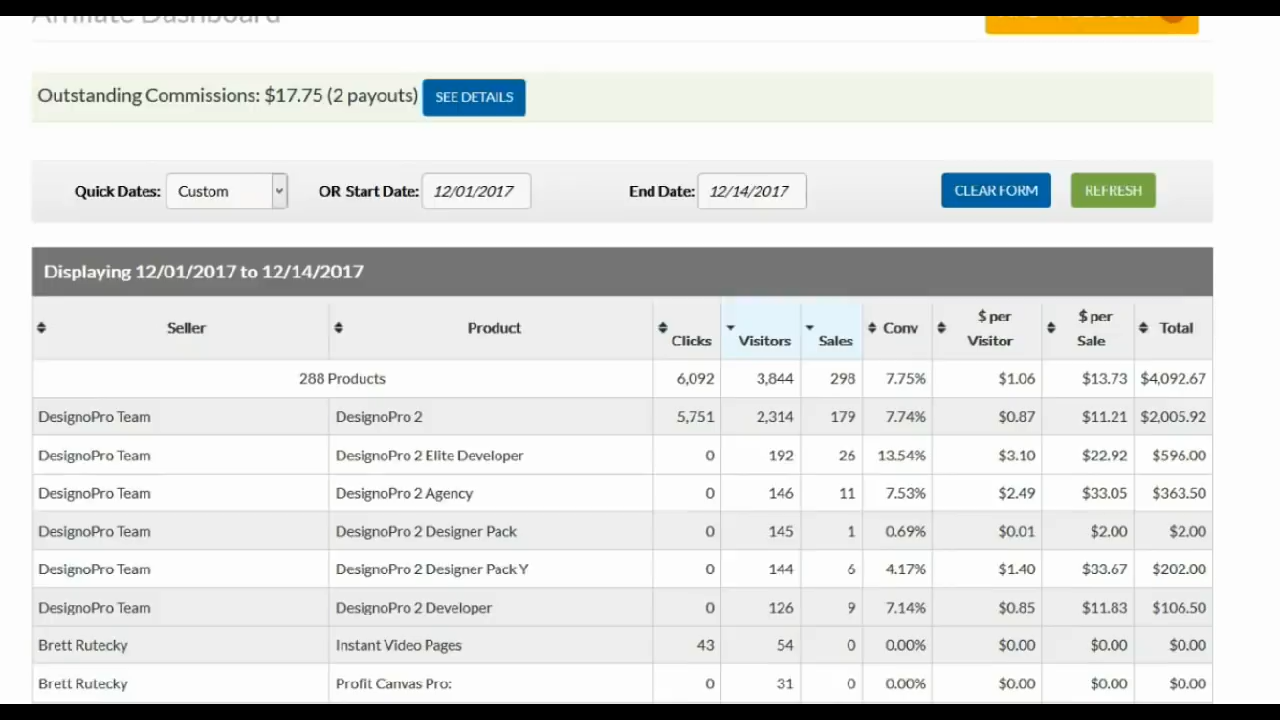 Affiliate Dashboard
Outstanding Commissions: $17.75 (2 payouts) SEE DETAILS
Quick Dates: Custom OR Start Date: 12/01/2017 End Date: 12/14/2017 CLEAR FORM REFRESH
Displaying 12/01/2017 to 12/14/2017
Seller Product Clicks Visitors Sales Conv $ per Visitor $ per Sale Total
288 Products 6,092 3,844 298 7.75% $1.06 $13.73 $4,092.67
DesignoPro Team DesignoPro 2 5,751 2,314 179 7.74% $0.87 $11.21 $2,005.92
DesignoPro Team DesignoPro 2 Elite Developer 0 192 26 13.54% $3.10 $22.92 $596.00
DesignoPro Team DesignoPro 2 Agency 0 146 11 7.53% $2.49 $33.05 $363.50
DesignoPro Team DesignoPro 2 Designer Pack 0 145 1 0.69% $0.01 $2.00 $2.00
DesignoPro Team DesignoPro 2 Designer Pack Y 0 144 6 4.17% $1.40 $33.67 $202.00
DesignoPro Team DesignoPro 2 Developer 0 126 9 7.14% $0.85 $11.83 $106.50
Brett Rutecky Instant Video Pages 43 54 0 0.00% $0.00 $0.00 $0.00
Brett Rutecky Profit Canvas Pro: 0 31 0 0.00% $0.00 $0.00 $0.00